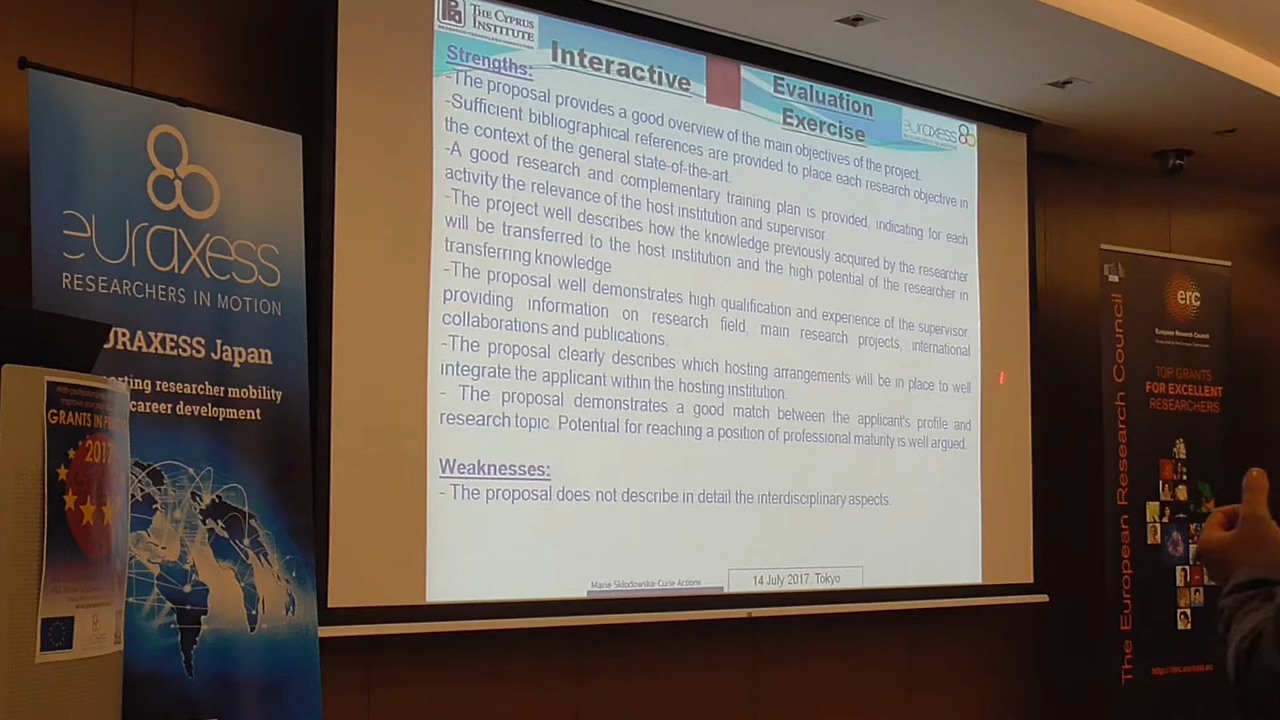 THE CYPRUS
INSTITUTE
Interactive
Evaluation
Exercise
euraxess
Strengths:
-The proposal provides a good overview of the main objectives of the project.
-Sufficient bibliographical references are provided to place each research objective in
the context of the general state-of-the-art.
-A good research and complementary training plan is provided, indicating for each
activity the relevance of the host institution and supervisor
-The project well describes how the knowledge previously acquired by the researcher
will be transferred to the host institution and the high potential of the researcher in
transferring knowledge
-The proposal well demonstrates high qualification and experience of the supervisor,
providing information on research field, main research projects, international
collaborations and publications.
-The proposal clearly describes which hosting arrangements will be in place to well
integrate the applicant within the hosting institution.
- The proposal demonstrates a good match between the applicant's profile and
research topic. Potential for reaching a position of professional maturity is well argued.
Weaknesses:
- The proposal does not describe in detail the interdisciplinary aspects.
Marie Skłodowska-Curie Actions
14 July 2017, Tokyo
euraxess
RESEARCHERS IN MOTION
URAXESS Japan
orting researcher mobility
career development
GRANTS IN
2017
The European Research Council
erc
European Research Council
TOP GRANTS
FOR EXCELLENT
RESEARCHERS
http://erc.europa.eu